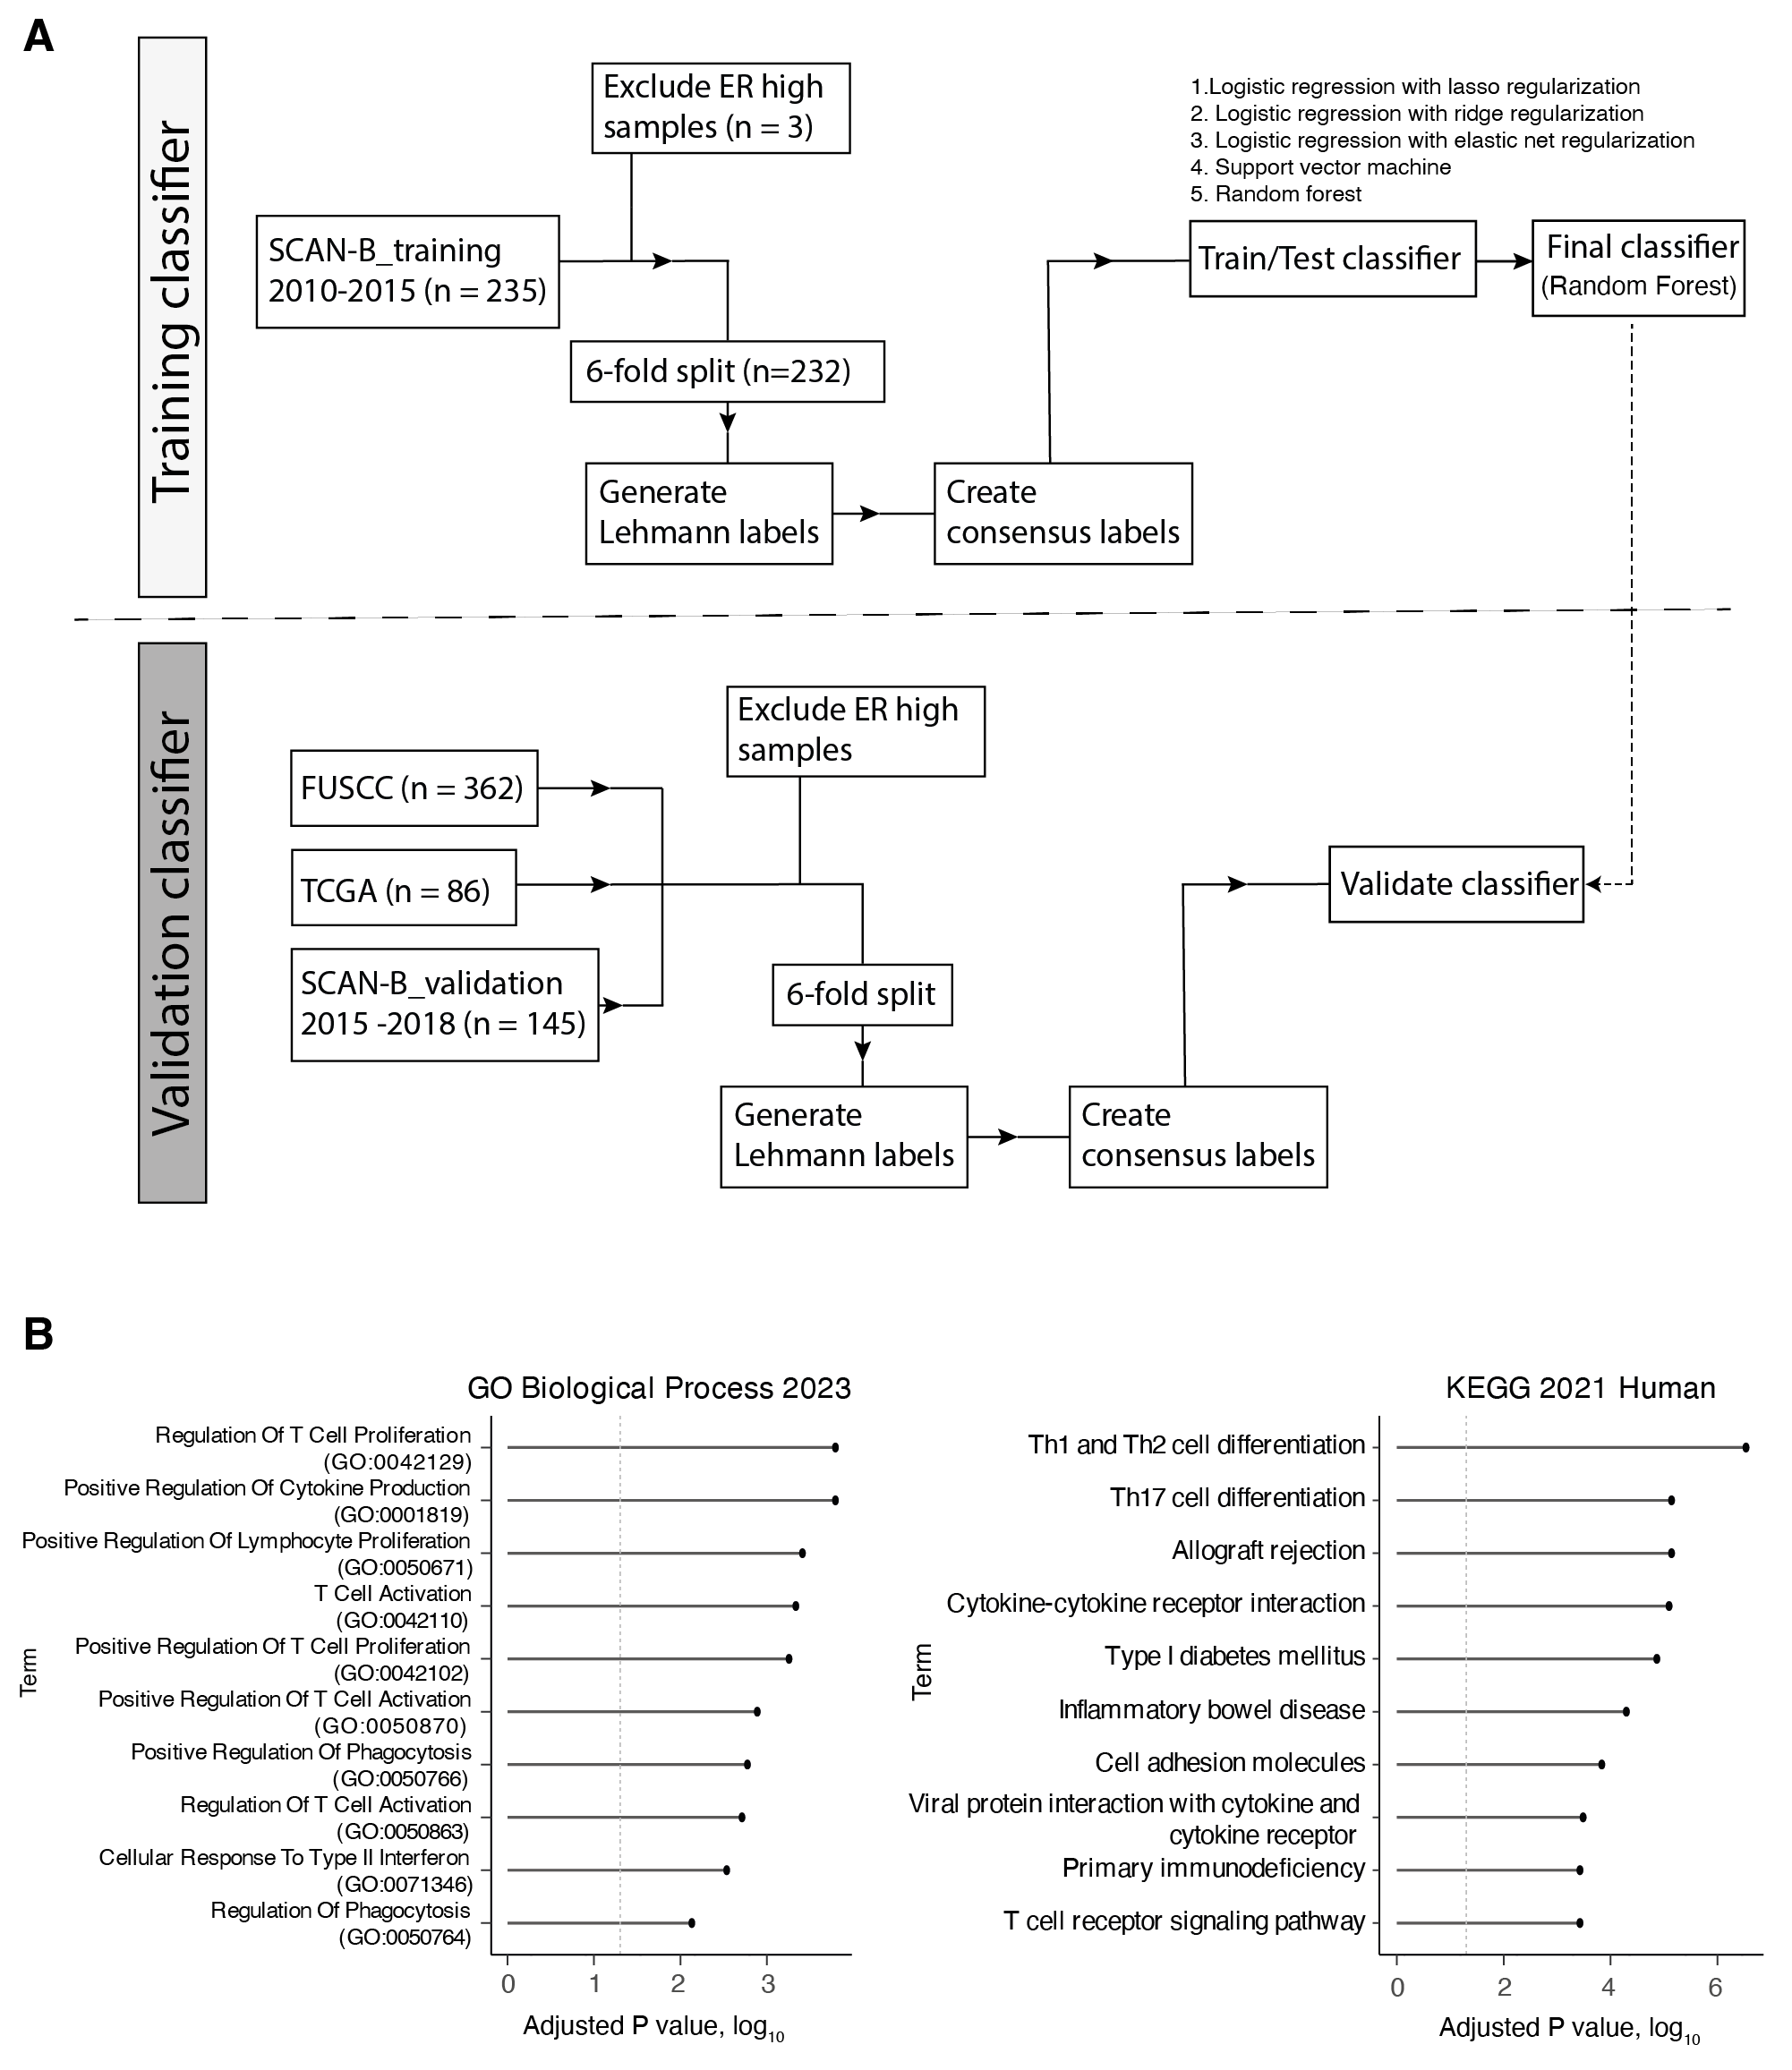 A
Training classifier
Exclude ER high
samples (n = 3)
1.Logistic regression with lasso regularization
2. Logistic regression with ridge regularization
3. Logistic regression with elastic net regularization
4. Support vector machine
5. Random forest
SCAN-B_training
2010-2015 (n = 235)
Train/Test classifier
Final classifier
(Random Forest)
6-fold split (n=232)
Generate
Lehmann labels
Create
consensus labels
Validation classifier
Exclude ER high
samples
FUSCC (n = 362)
TCGA (n = 86)
SCAN-B_validation
2015 -2018 (n = 145)
Validate classifier
6-fold split
Generate
Lehmann labels
Create
consensus labels
B
GO Biological Process 2023
Term
Regulation Of T Cell Proliferation
(GO:0042129)
Positive Regulation Of Cytokine Production
(GO:0001819)
Positive Regulation Of Lymphocyte Proliferation
(GO:0050671)
T Cell Activation
(GO:0042110)
Positive Regulation Of T Cell Proliferation
(GO:0042102)
Positive Regulation Of T Cell Activation
(GO:0050870)
Positive Regulation Of Phagocytosis
(GO:0050766)
Regulation Of T Cell Activation
(GO:0050863)
Cellular Response To Type II Interferon
(GO:0071346)
Regulation Of Phagocytosis
(GO:0050764)
0 1 2 3
Adjusted P value, log10
KEGG 2021 Human
Term
Th1 and Th2 cell differentiation
Th17 cell differentiation
Allograft rejection
Cytokine-cytokine receptor interaction
Type I diabetes mellitus
Inflammatory bowel disease
Cell adhesion molecules
Viral protein interaction with cytokine and
cytokine receptor
Primary immunodeficiency
T cell receptor signaling pathway
0 2 4 6
Adjusted P value, log10